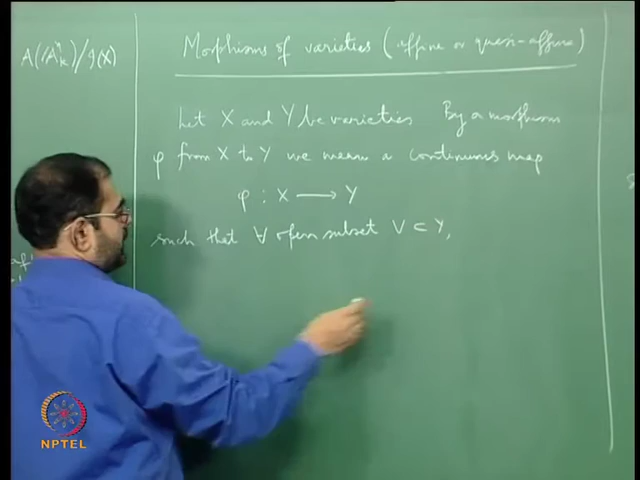 A(𝔸ⁿₖ)/𝓘(X)
Morphisms of varieties (affine or quasi-affine)
Let X and Y be varieties By a morphism
φ from X to Y we mean a continuous map
φ : X ⟶ Y
such that ∀ open subset V ⊂ Y,
NPTEL